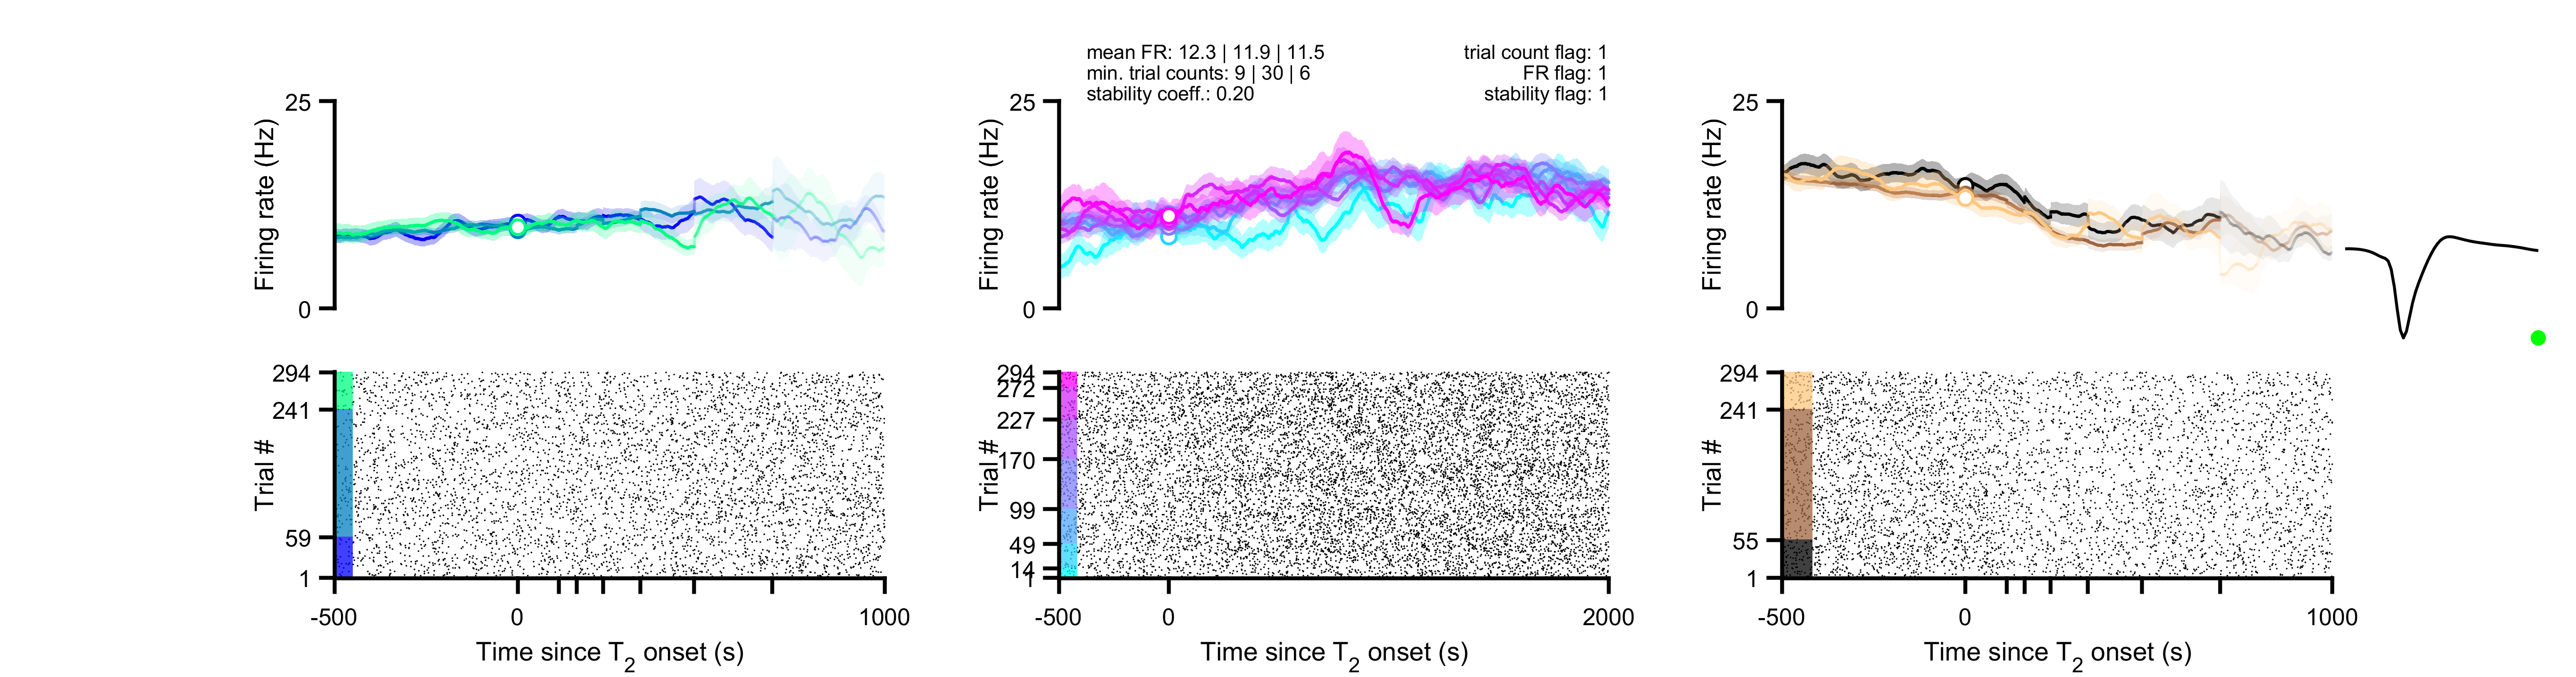 mean FR: 12.3 | 11.9 | 11.5
min. trial counts: 9 | 30 | 6
stability coeff.: 0.20
trial count flag: 1
FR flag: 1
stability flag: 1
25
Firing rate (Hz)
0
294
241
Trial #
59
1
-500
0
1000
Time since T2 onset (s)
25
Firing rate (Hz)
0
294
272
227
Trial #
170
99
49
14
1
-500
0
2000
Time since T2 onset (s)
25
Firing rate (Hz)
0
294
241
Trial #
55
1
-500
0
1000
Time since T2 onset (s)